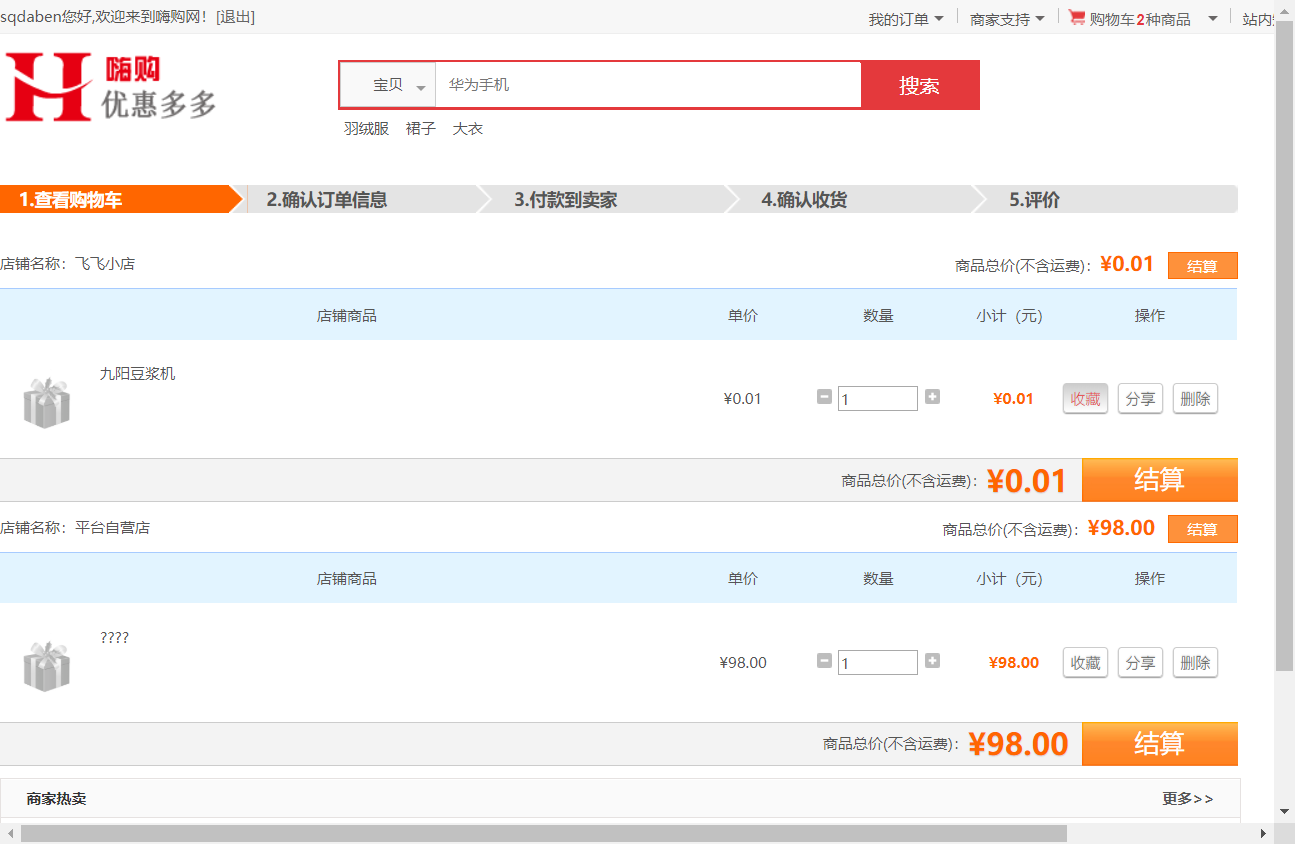 sqdaben您好,欢迎来到嗨购网！[退出]
我的订单 商家支持 购物车2种商品 站内
嗨购
优惠多多
宝贝 华为手机 搜索
羽绒服 裙子 大衣
1.查看购物车 2.确认订单信息 3.付款到卖家 4.确认收货 5.评价
店铺名称：飞飞小店 商品总价(不含运费)：¥0.01 结算
店铺商品 单价 数量 小计（元） 操作
九阳豆浆机
¥0.01 1 ¥0.01 收藏 分享 删除
商品总价(不含运费)：¥0.01 结算
店铺名称：平台自营店 商品总价(不含运费)：¥98.00 结算
店铺商品 单价 数量 小计（元） 操作
????
¥98.00 1 ¥98.00 收藏 分享 删除
商品总价(不含运费)：¥98.00 结算
商家热卖 更多>>